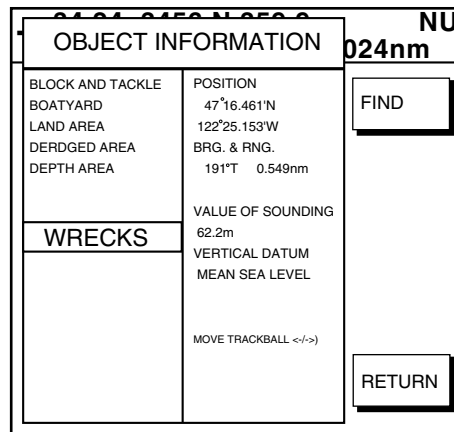 NU
024nm
OBJECT INFORMATION
BLOCK AND TACKLE
BOATYARD
LAND AREA
DERDGED AREA
DEPTH AREA
WRECKS
POSITION
47°16.461'N
122°25.153'W
BRG. & RNG.
191°T 0.549nm
VALUE OF SOUNDING
62.2m
VERTICAL DATUM
MEAN SEA LEVEL
MOVE TRACKBALL <-/->)
FIND
RETURN